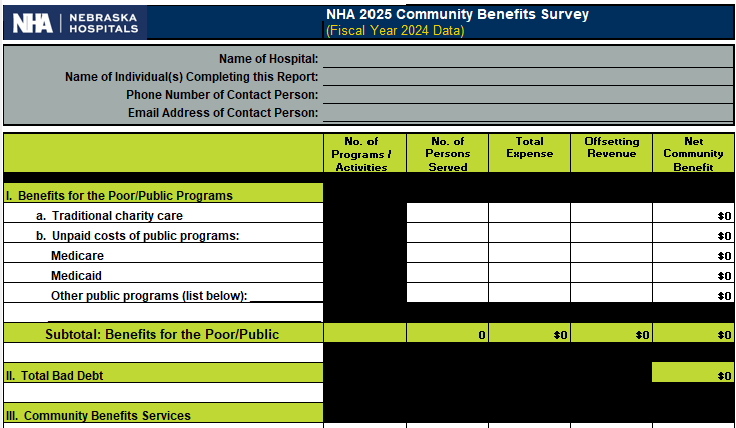 NHA NEBRASKA HOSPITALS
NHA 2025 Community Benefits Survey
(Fiscal Year 2024 Data)
Name of Hospital:
Name of Individual(s) Completing this Report:
Phone Number of Contact Person:
Email Address of Contact Person:
No. of Programs / Activities
No. of Persons Served
Total Expense
Offsetting Revenue
Net Community Benefit
I. Benefits for the Poor/Public Programs
a. Traditional charity care $0
b. Unpaid costs of public programs: $0
Medicare $0
Medicaid $0
Other public programs (list below): $0
Subtotal: Benefits for the Poor/Public 0 $0 $0 $0
II. Total Bad Debt $0
III. Community Benefits Services